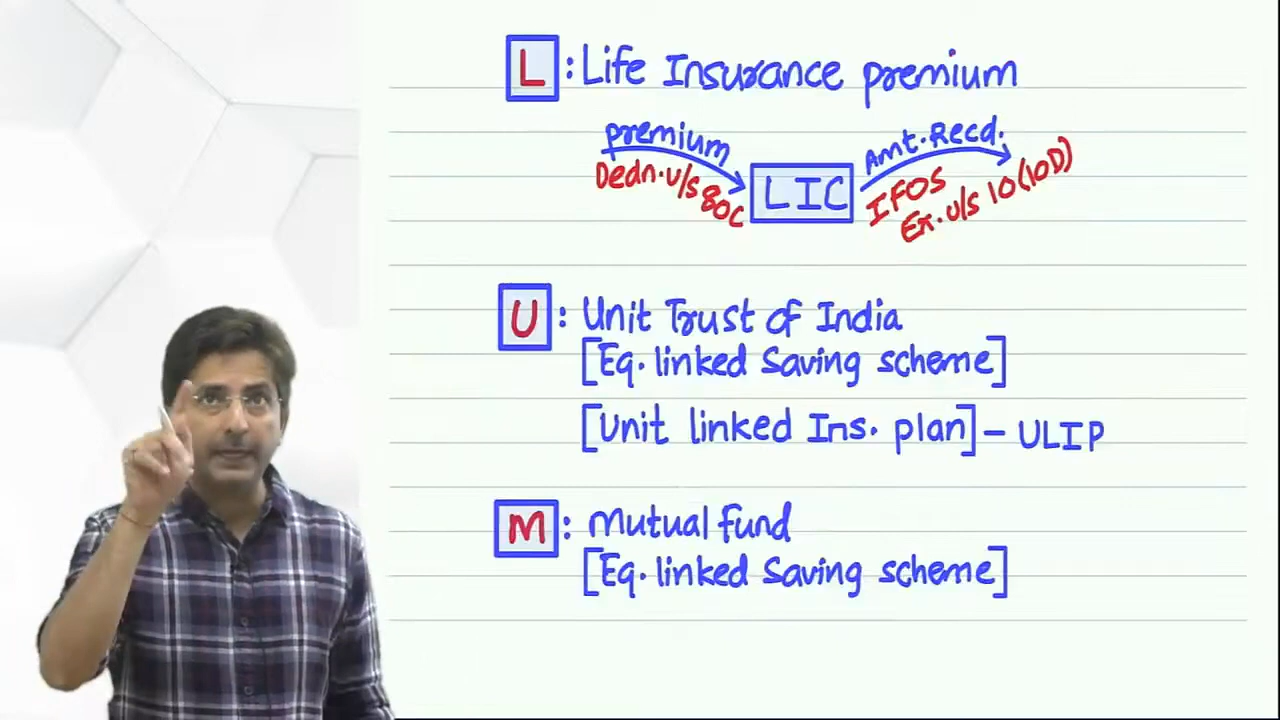 L : Life Insurance premium
premium
Dedn. u/s 80C
LIC
Amt. Recd.
IFOS
Ex. u/s 10(10D)
U : Unit Trust of India
[Eq. linked Saving scheme]
[Unit linked Ins. plan] - ULIP
M : Mutual fund
[Eq. linked Saving scheme]